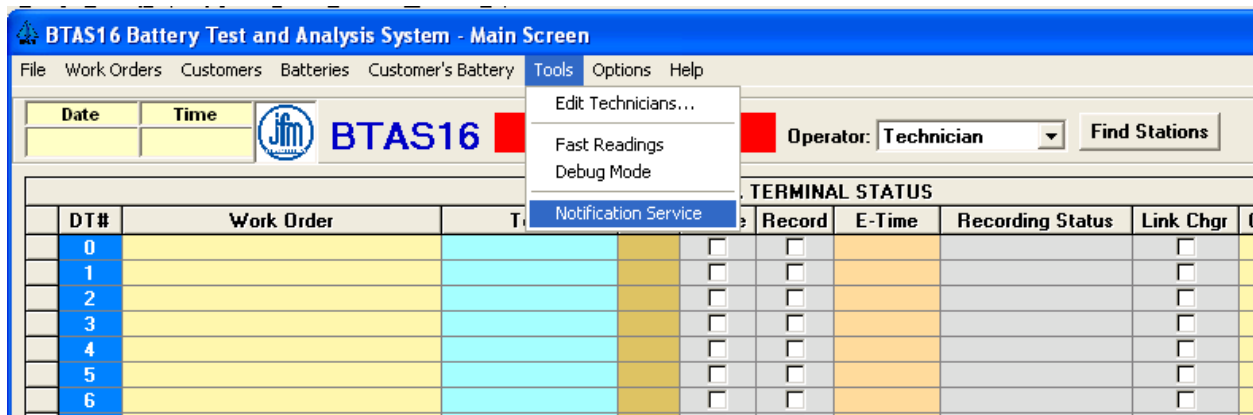 BTAS16 Battery Test and Analysis System - Main Screen
File Work Orders Customers Batteries Customer's Battery Tools Options Help
Edit Technicians...
Date Time
jfm BTAS16
Operator: Technician Find Stations
Fast Readings
Debug Mode
TERMINAL STATUS
Notification Service
DT# Work Order Record E-Time Recording Status Link Chgr
0
1
2
3
4
5
6